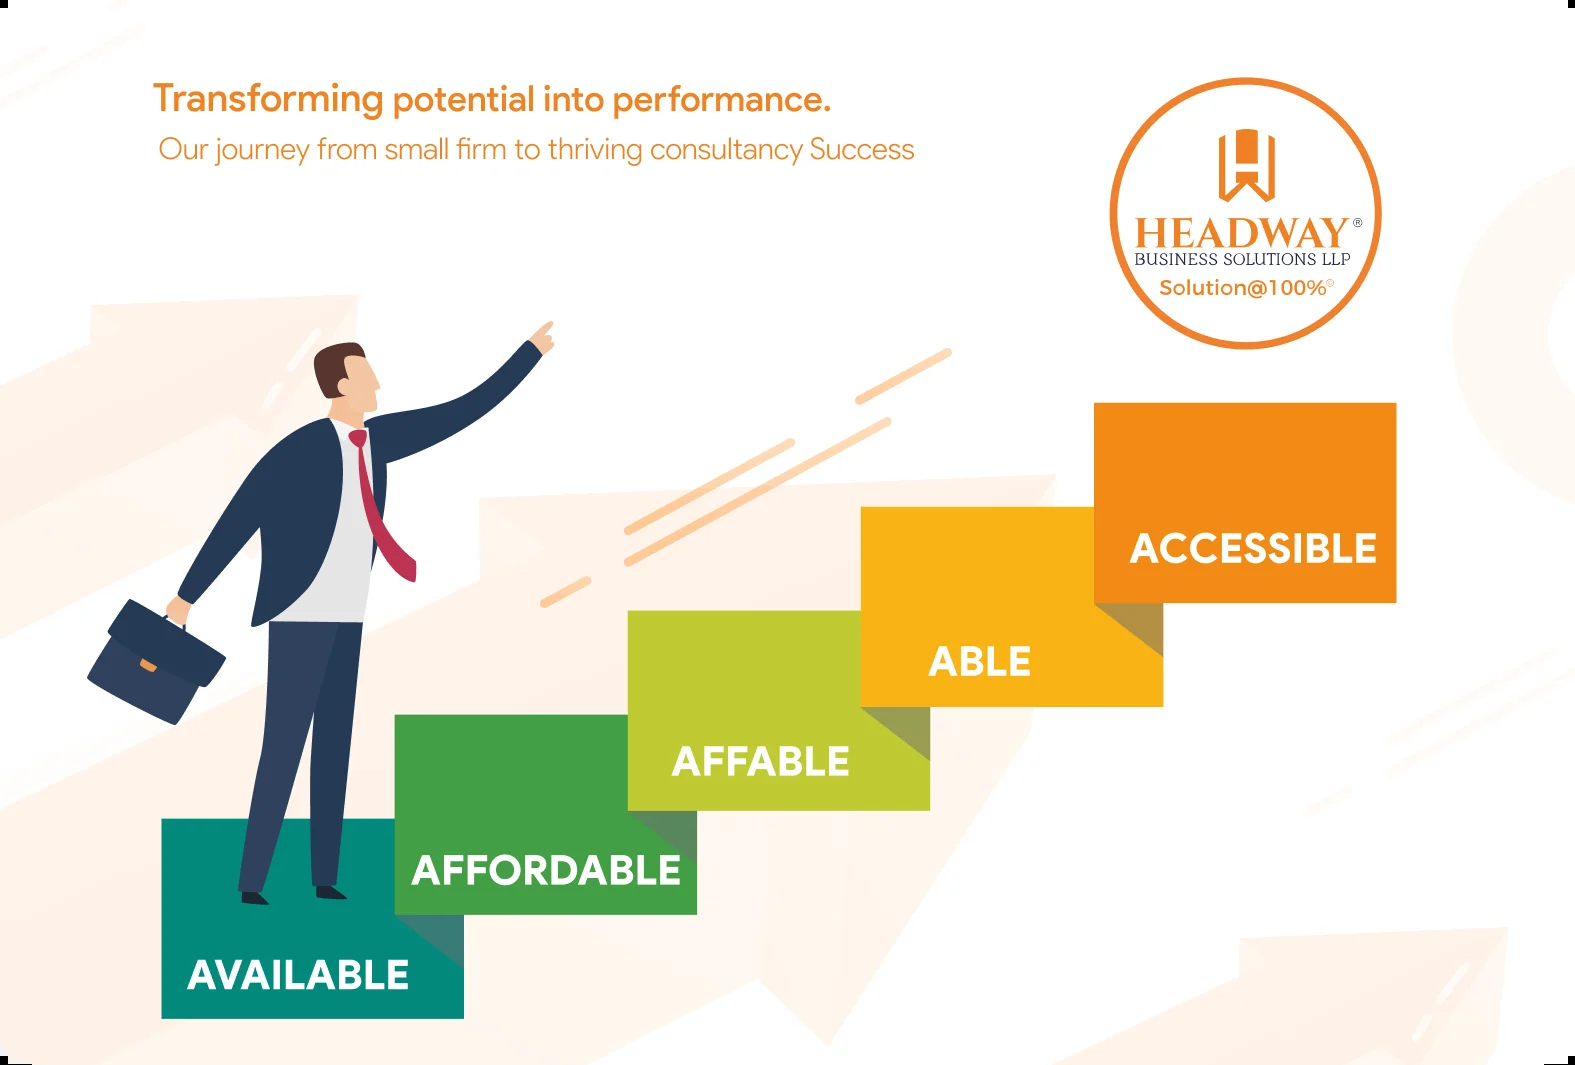 Transforming potential into performance.
Our journey from small firm to thriving consultancy Success
HEADWAY®
BUSINESS SOLUTIONS LLP
Solution@100%©
ACCESSIBLE
ABLE
AFFABLE
AFFORDABLE
AVAILABLE